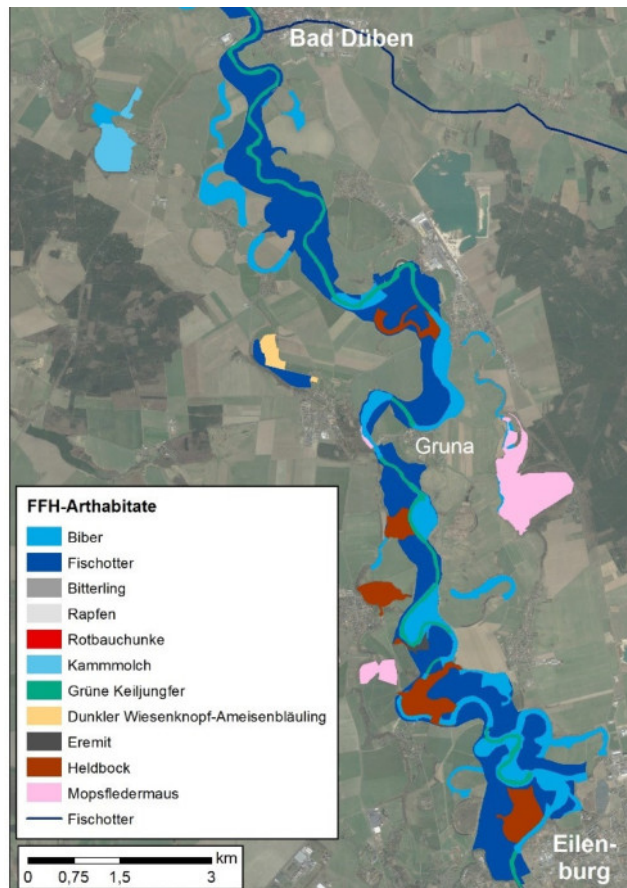 Bad Düben
Gruna
FFH-Arthabitate
Biber
Fischotter
Bitterling
Rapfen
Rotbauchunke
Kammmolch
Grüne Keiljungfer
Dunkler Wiesenknopf-Ameisenbläuling
Eremit
Heldbock
Mopsfledermaus
Fischotter
km
0 0,75 1,5 3
Eilen-
burg